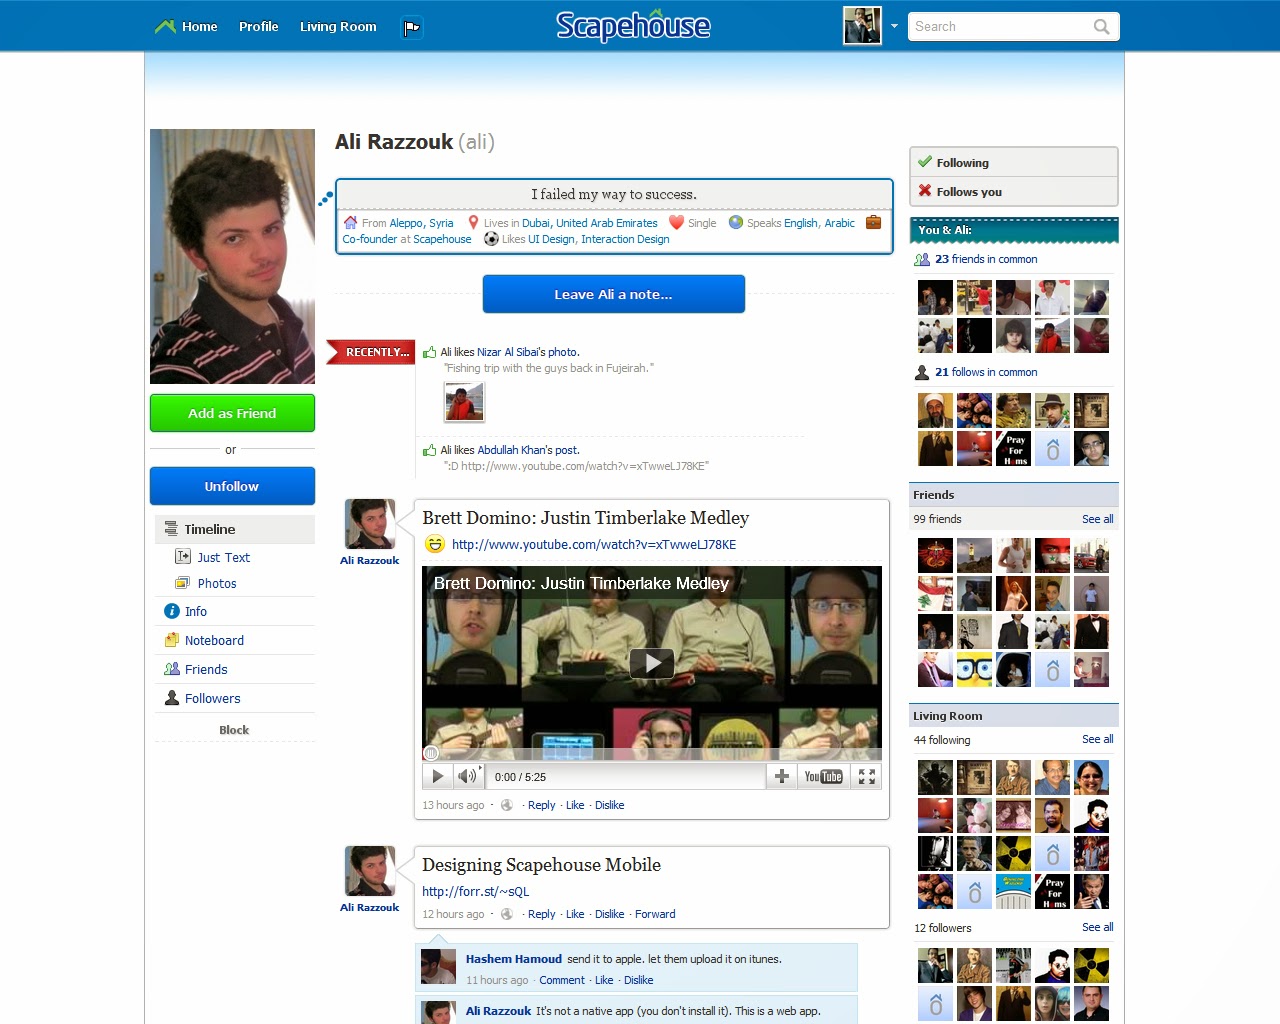 Home Profile Living Room Scapehouse Search
Ali Razzouk (ali)
I failed my way to success.
From Aleppo, Syria Lives in Dubai, United Arab Emirates Single Speaks English, Arabic
Co-founder at Scapehouse Likes UI Design, Interaction Design
Leave Ali a note...
Add as Friend
or
Unfollow
Timeline
Just Text
Photos
Info
Noteboard
Friends
Followers
Block
RECENTLY...
Ali likes Nizar Al Sibai's photo.
"Fishing trip with the guys back in Fujeirah."
Ali likes Abdullah Khan's post.
":D http://www.youtube.com/watch?v=xTwweLJ78KE"
Ali Razzouk
Brett Domino: Justin Timberlake Medley
http://www.youtube.com/watch?v=xTwweLJ78KE
Brett Domino: Justin Timberlake Medley
0:00 / 5:25
YouTube
13 hours ago · · Reply · Like · Dislike
Ali Razzouk
Designing Scapehouse Mobile
http://forr.st/~sQL
12 hours ago · · Reply · Like · Dislike · Forward
Hashem Hamoud send it to apple. let them upload it on itunes.
11 hours ago · Comment · Like · Dislike
Ali Razzouk It's not a native app (you don't install it). This is a web app.
Following
Follows you
You & Ali:
23 friends in common
21 follows in common
Pray
For
Homs
Friends
99 friends See all
Living Room
44 following See all
Pray
For
Homs
12 followers See all